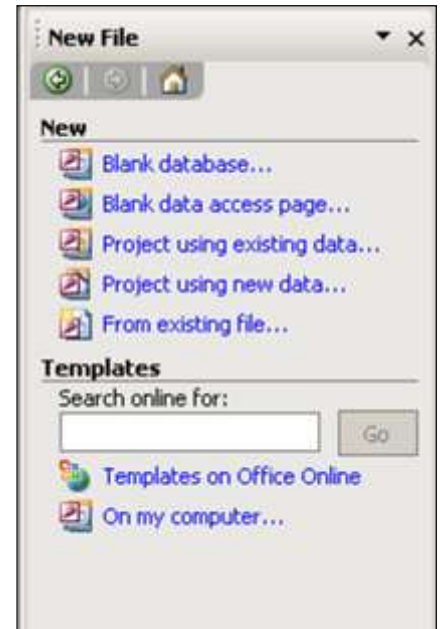 New File
New
Blank database...
Blank data access page...
Project using existing data...
Project using new data...
From existing file...
Templates
Search online for:
Go
Templates on Office Online
On my computer...